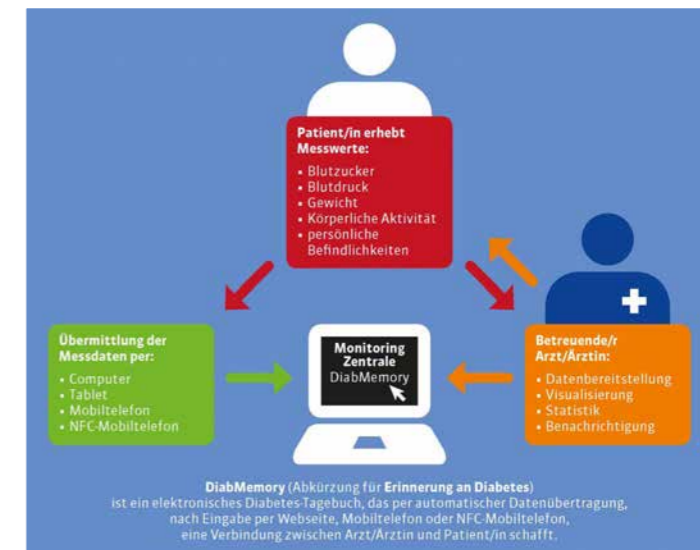 Patient/in erhebt
Messwerte:
▪ Blutzucker
▪ Blutdruck
▪ Gewicht
▪ Körperliche Aktivität
▪ persönliche
Befindlichkeiten
Übermittlung der
Messdaten per:
▪ Computer
▪ Tablet
▪ Mobiltelefon
▪ NFC-Mobiltelefon
Monitoring
Zentrale
DiabMemory
Betreuende/r
Arzt/Ärztin:
▪ Datenbereitstellung
▪ Visualisierung
▪ Statistik
▪ Benachrichtigung
DiabMemory (Abkürzung für Erinnerung an Diabetes)
ist ein elektronisches Diabetes-Tagebuch, das per automatischer Datenübertragung,
nach Eingabe per Webseite, Mobiltelefon oder NFC-Mobiltelefon,
eine Verbindung zwischen Arzt/Ärztin und Patient/in schafft.